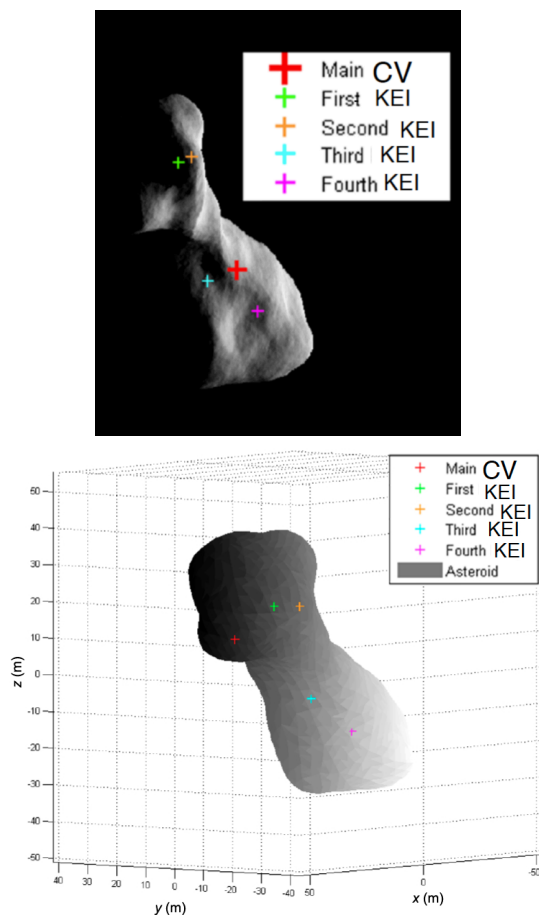 Main CV
First KEI
Second KEI
Third KEI
Fourth KEI
Main CV
First KEI
Second KEI
Third KEI
Fourth KEI
Asteroid
60
50
40
30
20
10
0
-10
-20
-30
-40
-50
z (m)
40 30 20 10 0 -10 -20 -30 -40 50 0 -50
y (m) x (m)